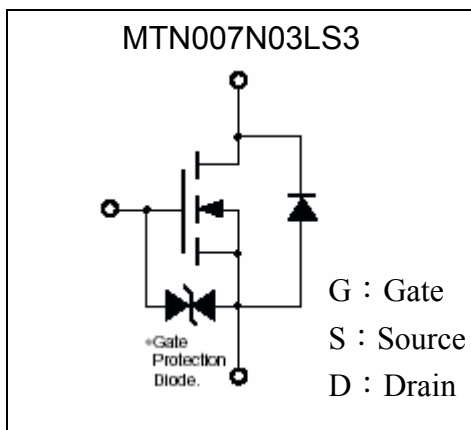 MTN007N03LS3
*Gate
Protection
Diode.
G：Gate
S：Source
D：Drain